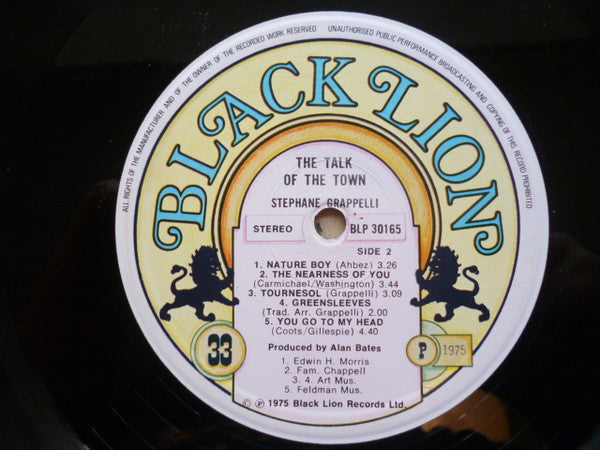 ALL RIGHTS OF THE MANUFACTURER AND OF THE OWNER OF THE RECORDED WORK RESERVED
UNAUTHORISED PUBLIC PERFORMANCE BROADCASTING AND COPYING OF THIS RECORD PROHIBITED
BLACK LION
THE TALK
OF THE TOWN
STEPHANE GRAPPELLI
STEREO BLP 30165
SIDE 2
1. NATURE BOY (Ahbez) 3.26
2. THE NEARNESS OF YOU
(Carmichael/Washington) 3.44
3. TOURNESOL (Grappelli) 3.09
4. GREENSLEEVES
(Trad. Arr. Grappelli) 2.00
5. YOU GO TO MY HEAD
(Coots/Gillespie) 4.40
Produced by Alan Bates
33 P 1975
1. Edwin H. Morris
2. Fam. Chappell
3. 4. Art Mus.
5. Feldman Mus.
© ℗ 1975 Black Lion Records Ltd.